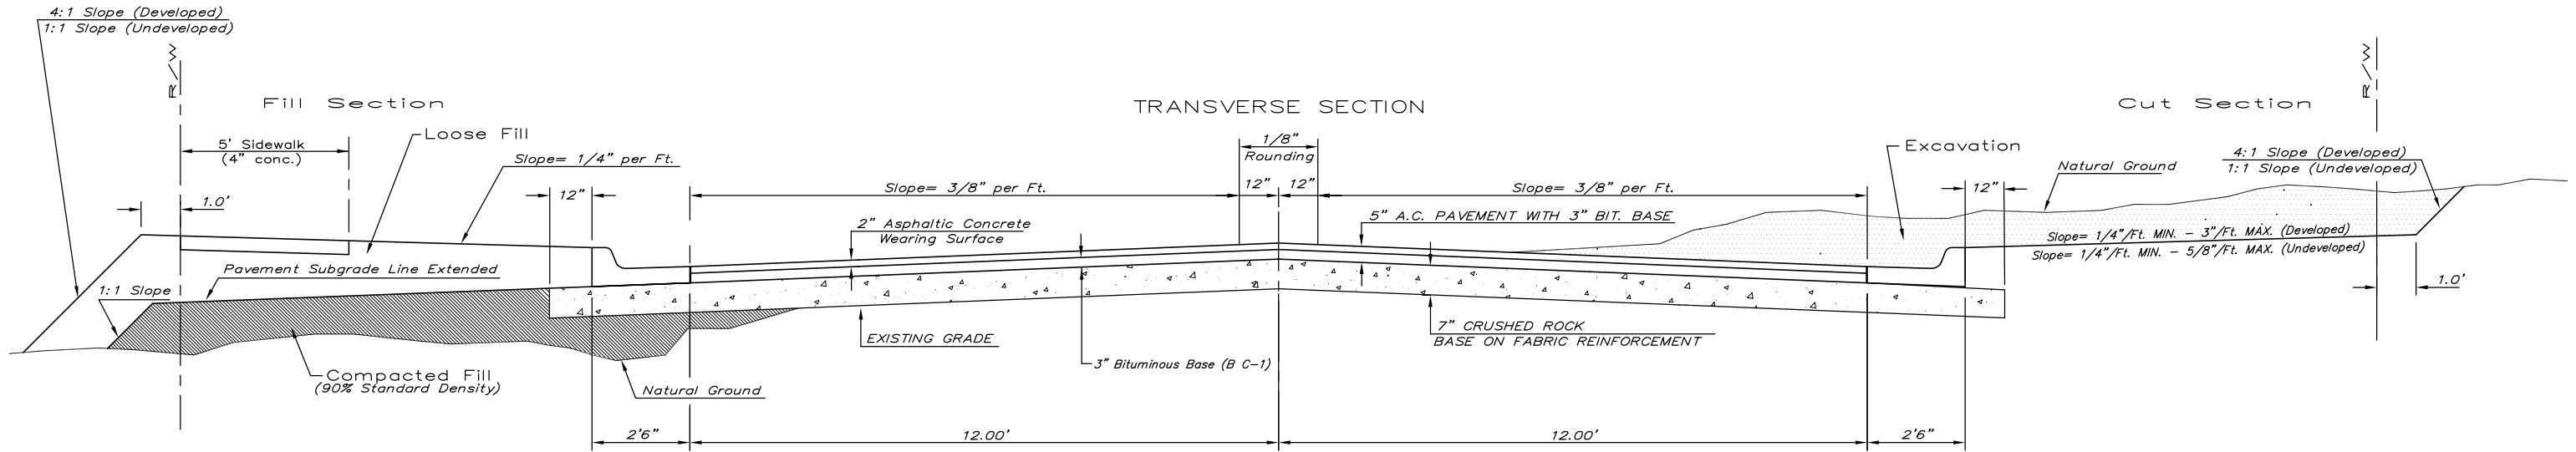 4:1 Slope (Developed)
1:1 Slope (Undeveloped)
R/W
Fill Section
Loose Fill
5' Sidewalk
(4" conc.)
Slope= 1/4" per Ft.
1.0'
12"
Pavement Subgrade Line Extended
1:1 Slope
Compacted Fill
(90% Standard Density)
Natural Ground
TRANSVERSE SECTION
1/8"
Rounding
Slope= 3/8" per Ft.
12"
12"
Slope= 3/8" per Ft.
2" Asphaltic Concrete
Wearing Surface
5" A.C. PAVEMENT WITH 3" BIT. BASE
EXISTING GRADE
3" Bituminous Base (B C-1)
7" CRUSHED ROCK
BASE ON FABRIC REINFORCEMENT
2'6"
12.00'
12.00'
2'6"
Cut Section
R/W
Excavation
Natural Ground
4:1 Slope (Developed)
1:1 Slope (Undeveloped)
12"
Slope= 1/4"/Ft. MIN. - 3"/Ft. MAX. (Developed)
Slope= 1/4"/Ft. MIN. - 5/8"/Ft. MAX. (Undeveloped)
1.0'